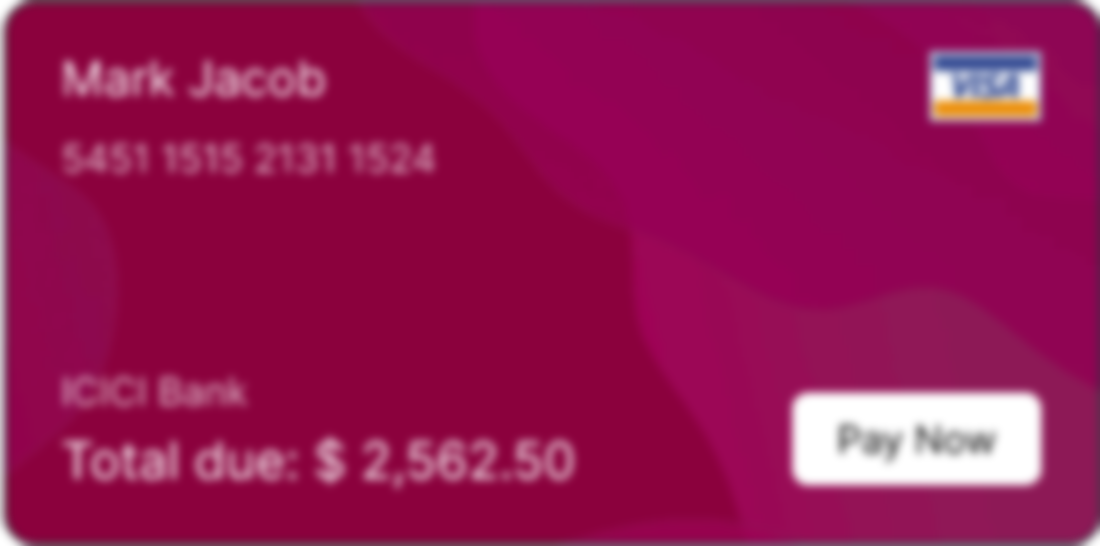 Mark Jacob
VISA
5451 1515 2131 1524
ICICI Bank
Total due: $ 2,562.50
Pay Now